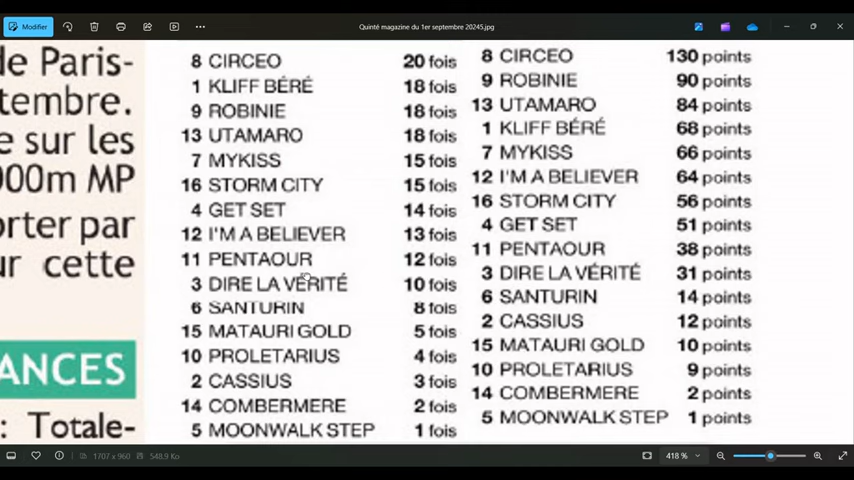 Modifier
Quinté magazine du 1er septembre 20245.jpg
de Paris-
tembre.
e sur les
000m MP
orter par
ur cette
ANCES
: Totale-
8 CIRCEO 20 fois
1 KLIFF BÉRÉ 18 fois
9 ROBINIE 18 fois
13 UTAMARO 18 fois
7 MYKISS 15 fois
16 STORM CITY 15 fois
4 GET SET 14 fois
12 I'M A BELIEVER 13 fois
11 PENTAOUR 12 fois
3 DIRE LA VÉRITÉ 10 fois
6 SANTURIN 8 fois
15 MATAURI GOLD 5 fois
10 PROLETARIUS 4 fois
2 CASSIUS 3 fois
14 COMBERMERE 2 fois
5 MOONWALK STEP 1 fois
8 CIRCEO 130 points
9 ROBINIE 90 points
13 UTAMARO 84 points
1 KLIFF BÉRÉ 68 points
7 MYKISS 66 points
12 I'M A BELIEVER 64 points
16 STORM CITY 56 points
4 GET SET 51 points
11 PENTAOUR 38 points
3 DIRE LA VÉRITÉ 31 points
6 SANTURIN 14 points
2 CASSIUS 12 points
15 MATAURI GOLD 10 points
10 PROLETARIUS 9 points
14 COMBERMERE 2 points
5 MOONWALK STEP 1 points
1707 x 960
548,9 Ko
418 %